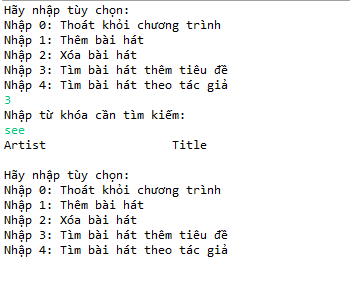 Hãy nhập tùy chọn:
Nhập 0: Thoát khỏi chương trình
Nhập 1: Thêm bài hát
Nhập 2: Xóa bài hát
Nhập 3: Tìm bài hát thêm tiêu đề
Nhập 4: Tìm bài hát theo tác giả
3
Nhập từ khóa cần tìm kiếm:
see
Artist Title
Hãy nhập tùy chọn:
Nhập 0: Thoát khỏi chương trình
Nhập 1: Thêm bài hát
Nhập 2: Xóa bài hát
Nhập 3: Tìm bài hát thêm tiêu đề
Nhập 4: Tìm bài hát theo tác giả